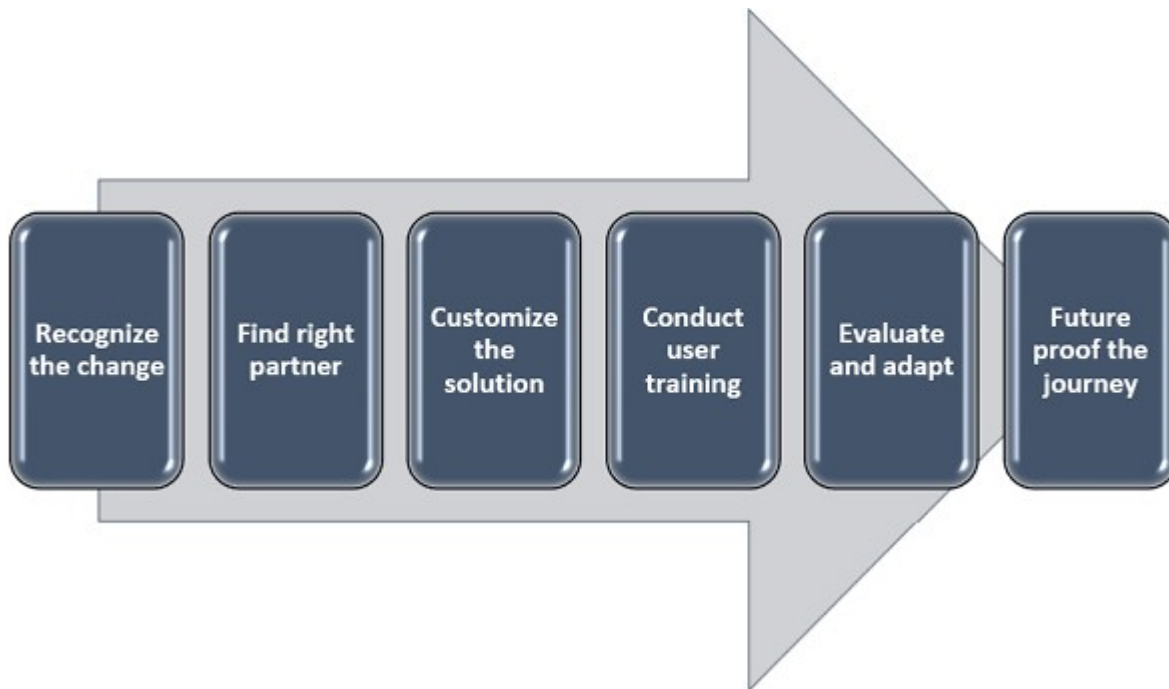 Recognize
the change
Find right
partner
Customize
the
solution
Conduct
user
training
Evaluate
and adapt
Future
proof the
journey